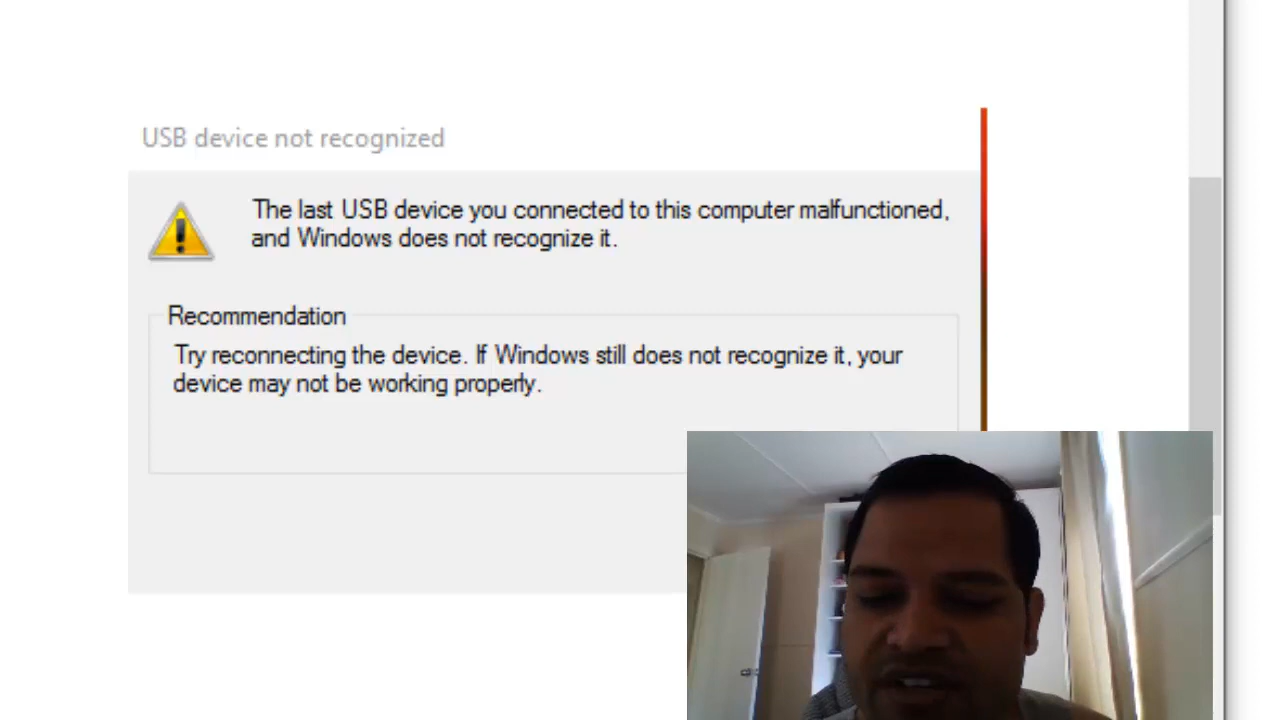 USB device not recognized
The last USB device you connected to this computer malfunctioned,
and Windows does not recognize it.
Recommendation
Try reconnecting the device. If Windows still does not recognize it, your
device may not be working properly.